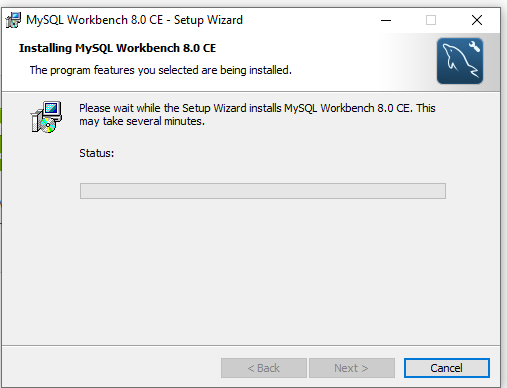 MySQL Workbench 8.0 CE - Setup Wizard
Installing MySQL Workbench 8.0 CE
The program features you selected are being installed.
Please wait while the Setup Wizard installs MySQL Workbench 8.0 CE. This
may take several minutes.
Status:
< Back
Next >
Cancel